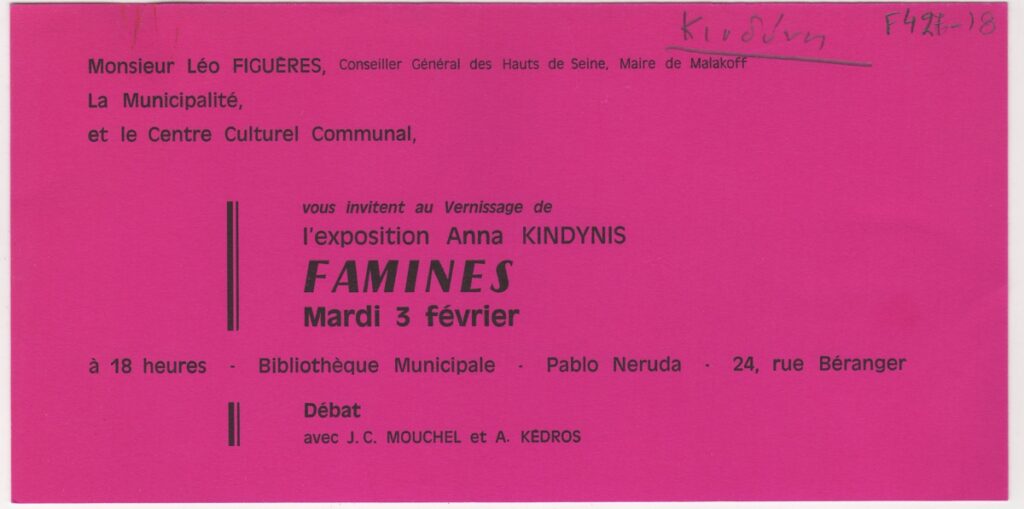 Κινδύνη
F421-18
Monsieur Léo FIGUÈRES, Conseiller Général des Hauts de Seine, Maire de Malakoff
La Municipalité,
et le Centre Culturel Communal,
vous invitent au Vernissage de
l'exposition Anna KINDYNIS
FAMINES
Mardi 3 février
à 18 heures - Bibliothèque Municipale - Pablo Neruda - 24, rue Béranger
Débat
avec J.C. MOUCHEL et A. KÉDROS